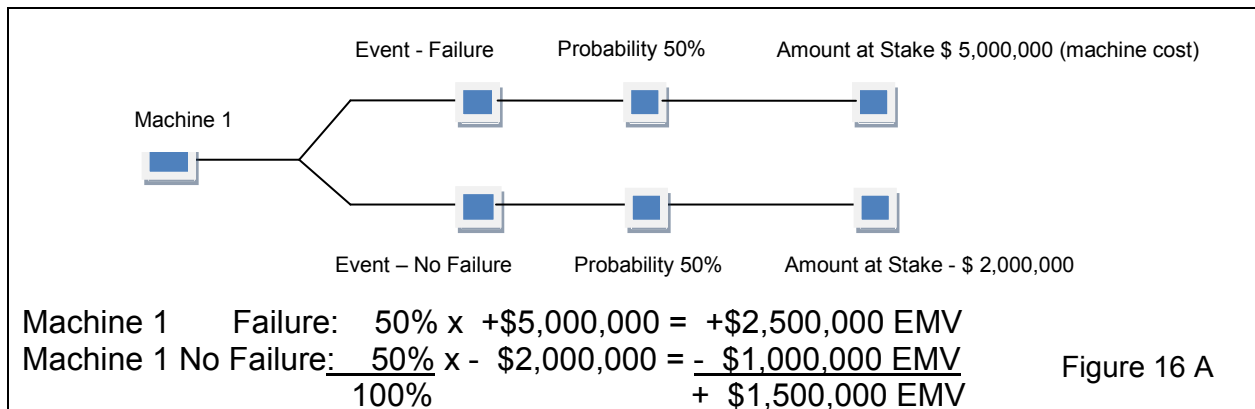 Event - Failure Probability 50% Amount at Stake $ 5,000,000 (machine cost)
Machine 1
Event – No Failure Probability 50% Amount at Stake - $ 2,000,000
Machine 1 Failure: 50% x +$5,000,000 = +$2,500,000 EMV
Machine 1 No Failure: 50% x - $2,000,000 = - $1,000,000 EMV
Figure 16 A
100% + $1,500,000 EMV